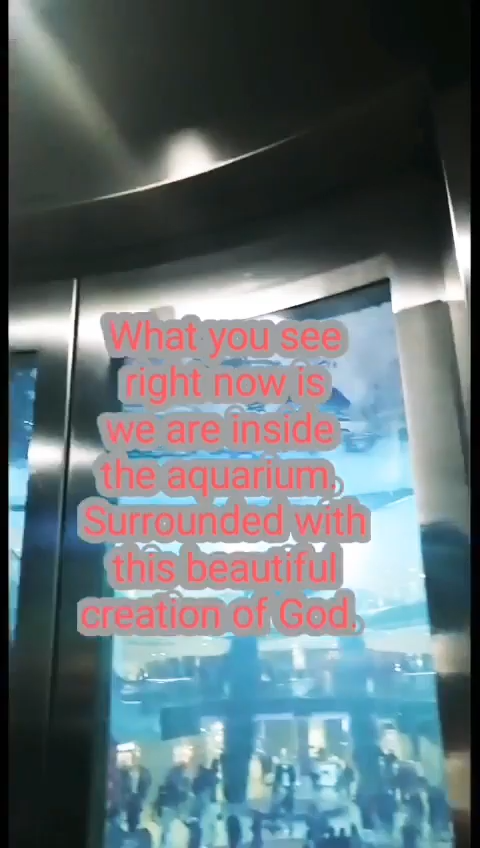 What you see
right now is
we are inside
the aquarium.
Surrounded with
this beautiful
creation of God.